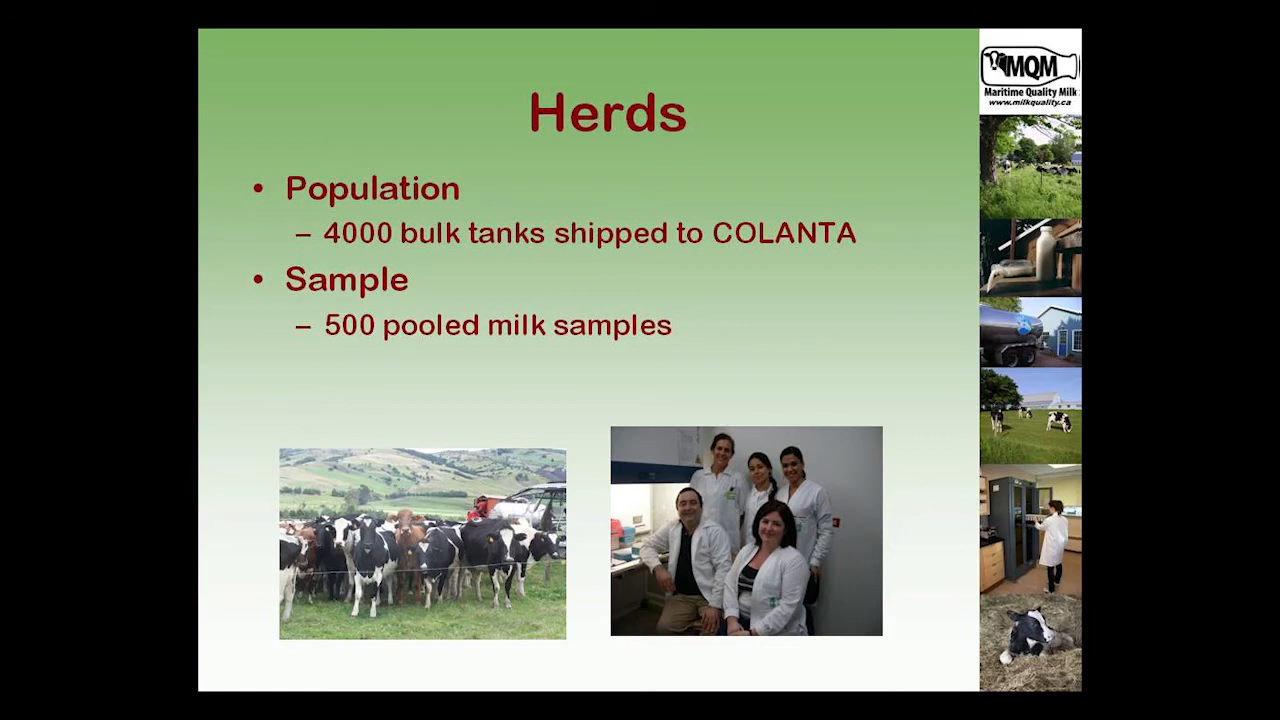 MQM
Maritime Quality Milk
www.milkquality.ca
Herds
• Population
– 4000 bulk tanks shipped to COLANTA
• Sample
– 500 pooled milk samples